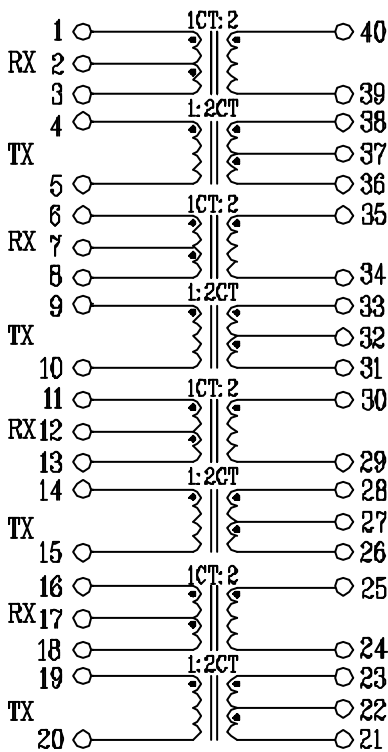 1CT:2
1 40
RX 2
3 39
1:2CT
4 38
TX 37
5 36
1CT:2
6 35
RX 7
8 34
1:2CT
9 33
TX 32
10 31
1CT:2
11 30
RX 12
13 29
1:2CT
14 28
TX 27
15 26
1CT:2
16 25
RX 17
18 24
1:2CT
19 23
TX 22
20 21